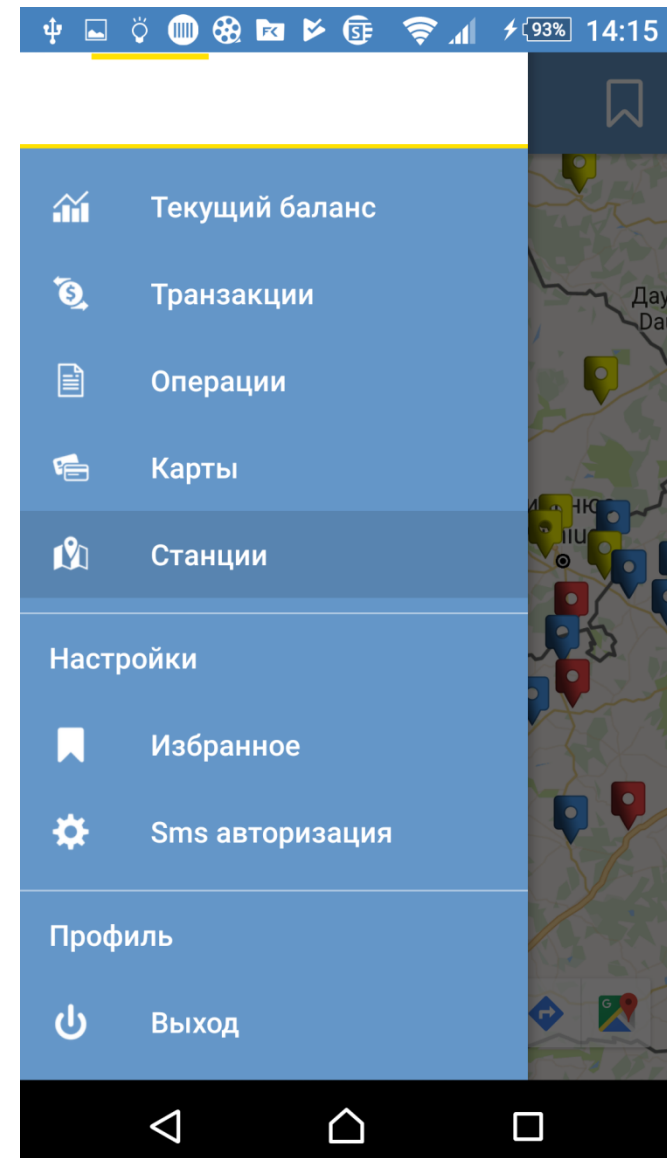 93% 14:15
Текущий баланс
Транзакции
Операции
Карты
Станции
Настройки
Избранное
Sms авторизация
Профиль
Выход